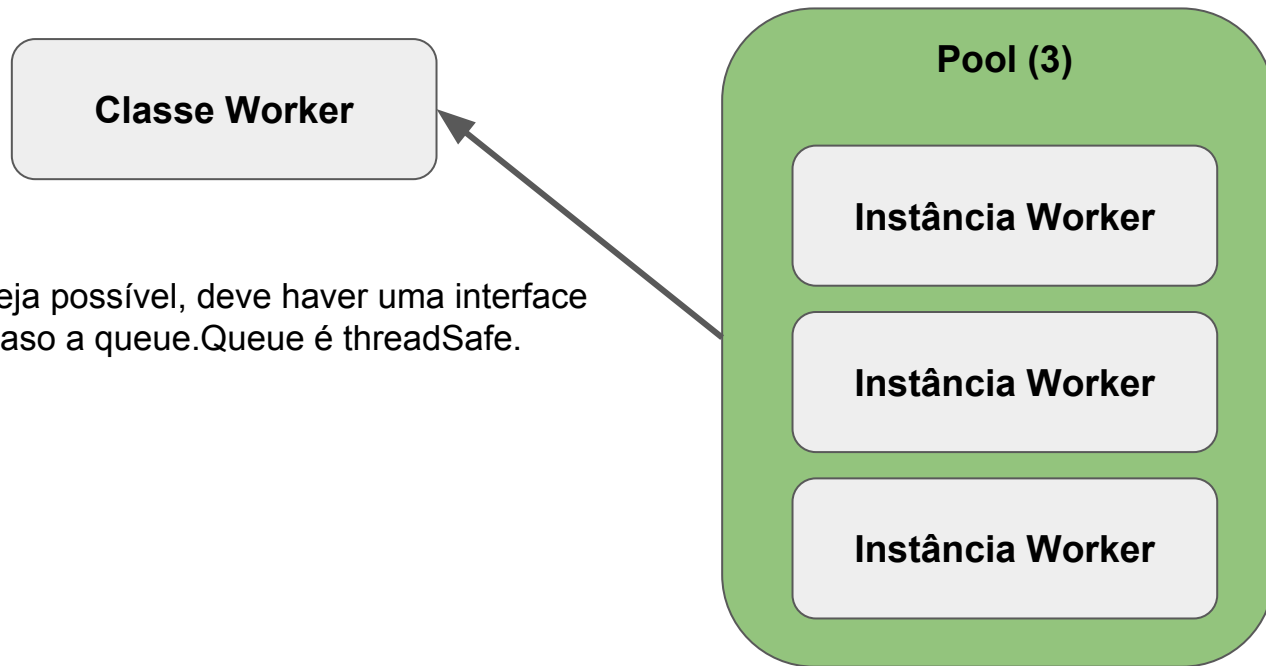 Pool (3)
Classe Worker
Instância Worker
eja possível, deve haver uma interface
aso a queue.Queue é threadSafe.
Instância Worker
Instância Worker